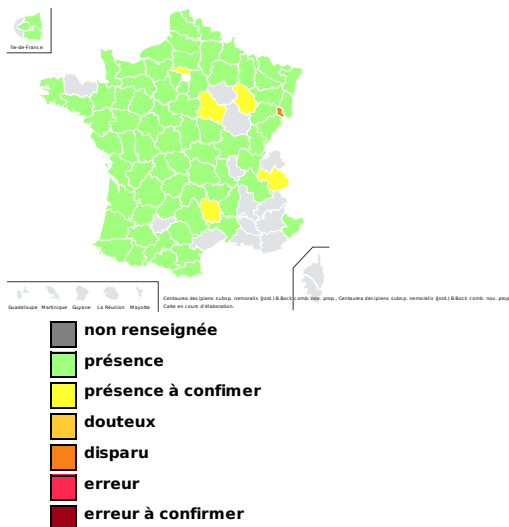 Île-de-France
Guadeloupe Martinique Guyane La Réunion Mayotte
Centaurea decipiens subsp. nemoralis (Jord.) B.Bock comb. nov. prop., Centaurea decipiens subsp. nemoralis (Jord.) B.Bock comb. nov. prop
Carte en cours d'élaboration.
non renseignée
présence
présence à confimer
douteux
disparu
erreur
erreur à confirmer